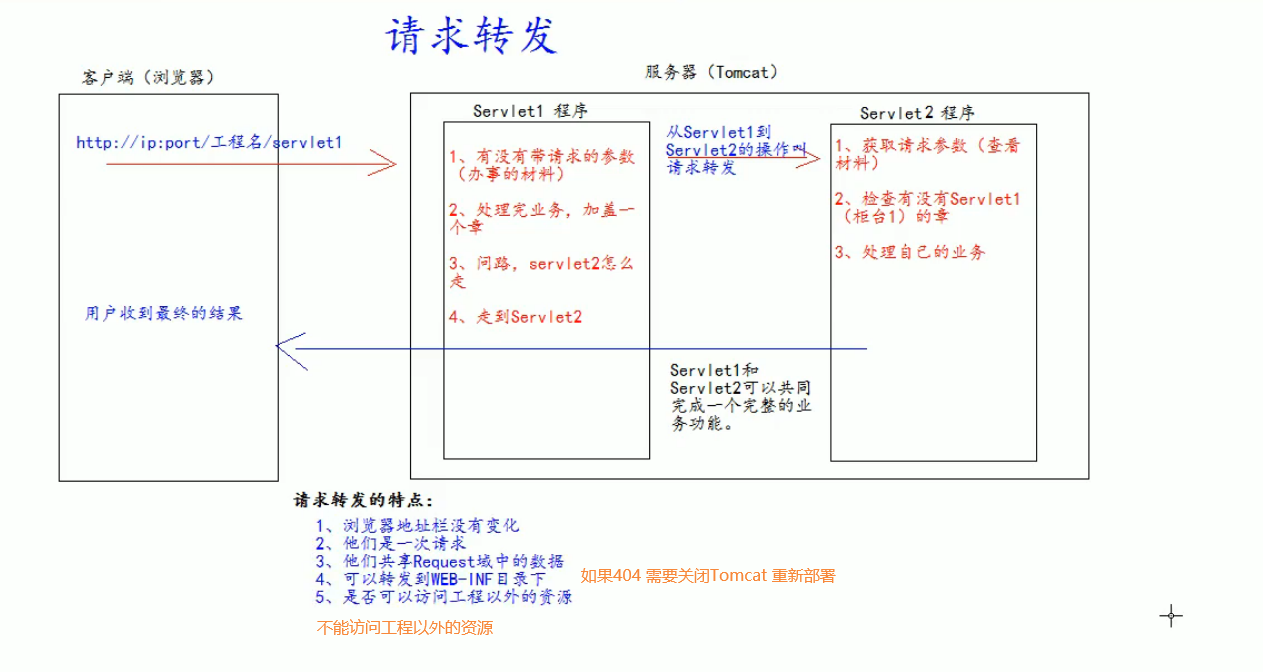 请求转发
客户端（浏览器）
服务器（Tomcat）
http://ip:port/工程名/servlet1
用户收到最终的结果
Servlet1 程序
1、有没有带请求的参数
（办事的材料）
2、处理完业务，加盖一
个章
3、问路，servlet2怎么
走
4、走到Servlet2
从Servlet1到
Servlet2的操作叫
请求转发
Servlet2 程序
1、获取请求参数（查看
材料）
2、检查有没有Servlet1
（柜台1）的章
3、处理自己的业务
Servlet1和
Servlet2可以共同
完成一个完整的业
务功能。
请求转发的特点：
1、浏览器地址栏没有变化
2、他们是一次请求
3、他们共享Request域中的数据
4、可以转发到WEB-INF目录下
如果404 需要关闭Tomcat 重新部署
5、是否可以访问工程以外的资源
不能访问工程以外的资源